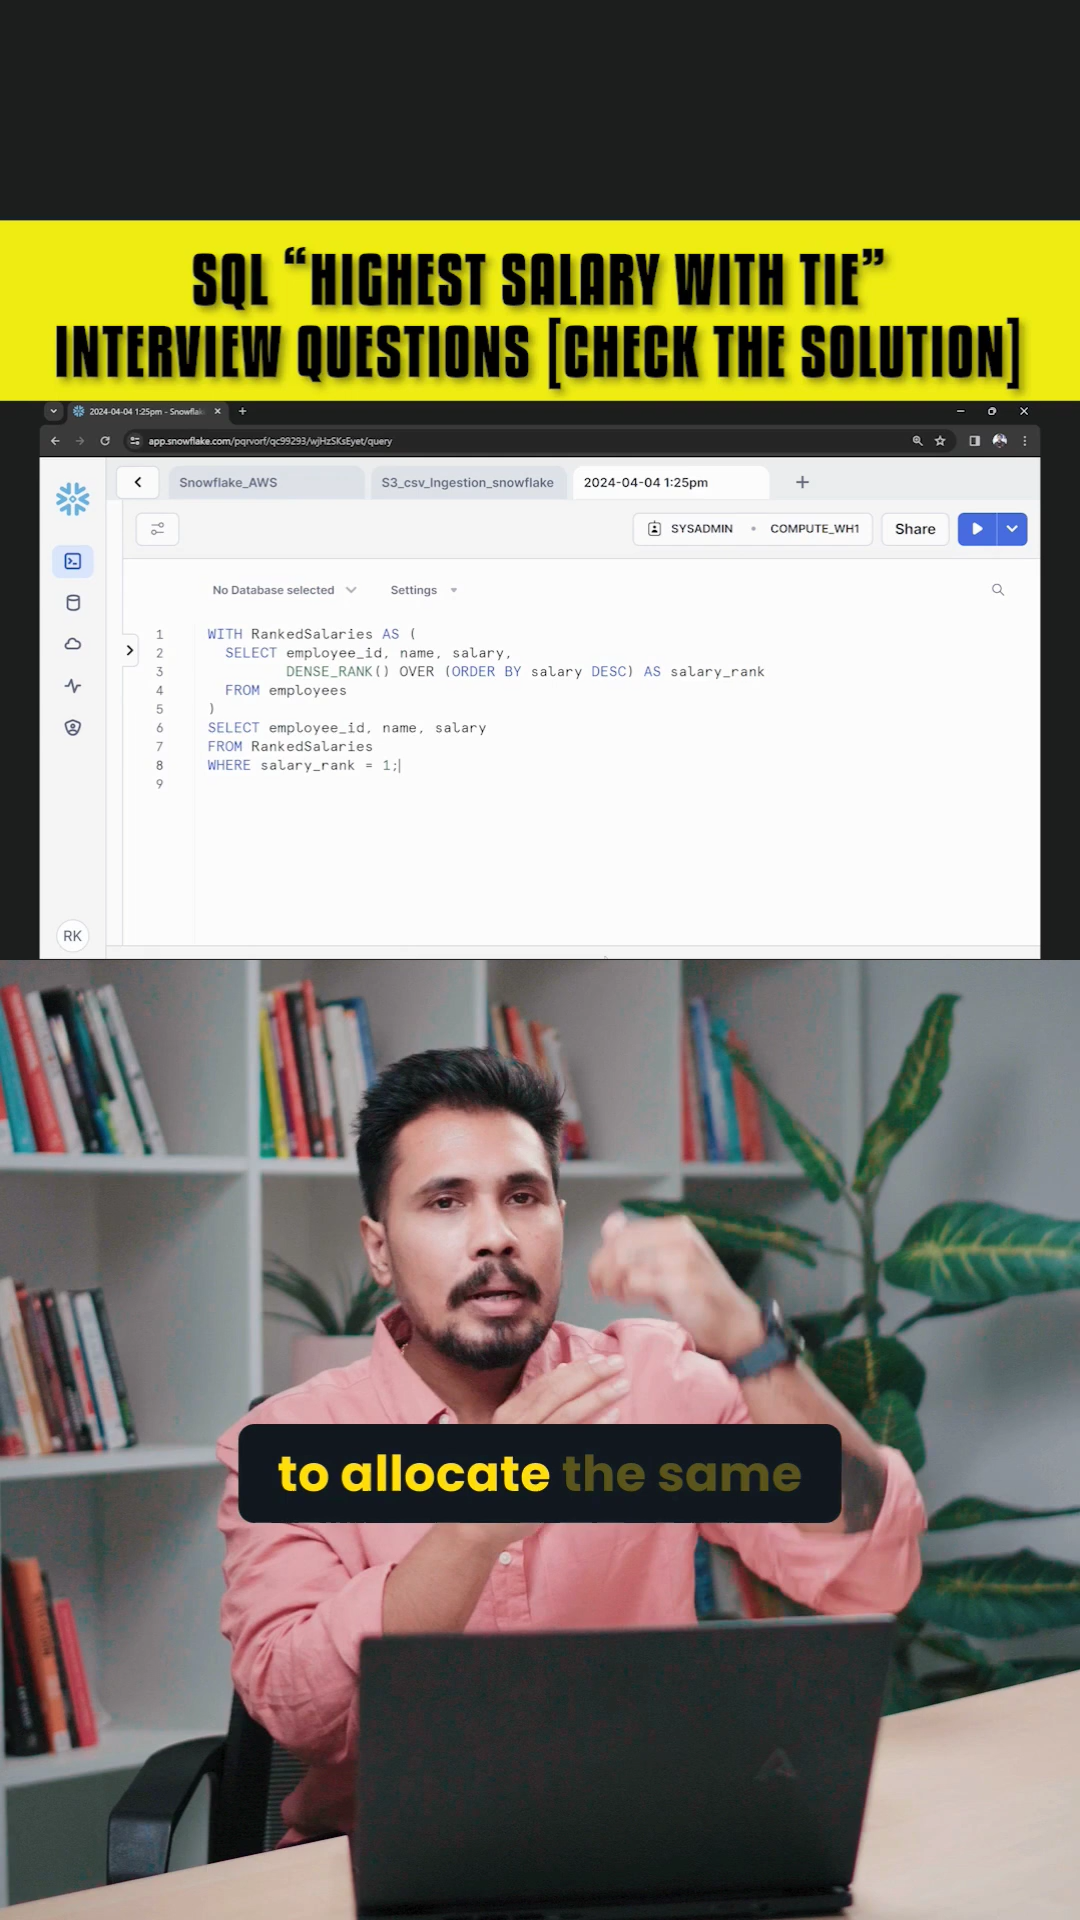 SQL “HIGHEST SALARY WITH TIE”
INTERVIEW QUESTIONS [CHECK THE SOLUTION]
2024-04-04 1:25pm - Snowflak
app.snowflake.com/pqrvorf/qc99293/wjHzSKsEyet/query
Snowflake_AWS
S3_csv_Ingestion_snowflake
2024-04-04 1:25pm
SYSADMIN
COMPUTE_WH1
Share
No Database selected
Settings
1 WITH RankedSalaries AS (
2 SELECT employee_id, name, salary,
3 DENSE_RANK() OVER (ORDER BY salary DESC) AS salary_rank
4 FROM employees
5 )
6 SELECT employee_id, name, salary
7 FROM RankedSalaries
8 WHERE salary_rank = 1;
9
RK
to allocate the same